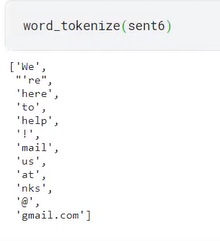 word_tokenize(sent6)
['We',
"'re",
'here',
'to',
'help',
'!',
'mail',
'us',
'at',
'nks',
'@',
'gmail.com']